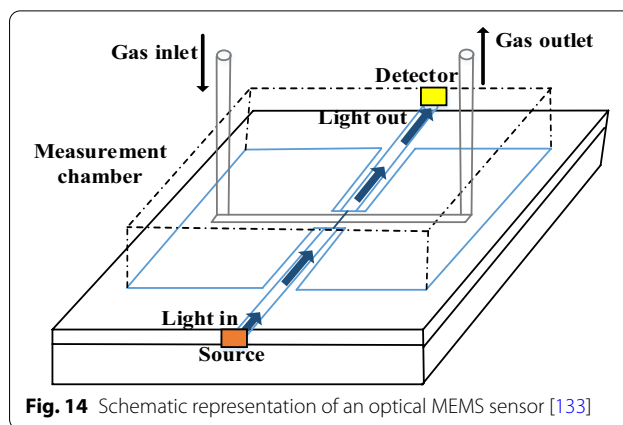 Gas inlet
Gas outlet
Detector
Light out
Measurement
chamber
Light in
Source
Fig. 14 Schematic representation of an optical MEMS sensor [133]